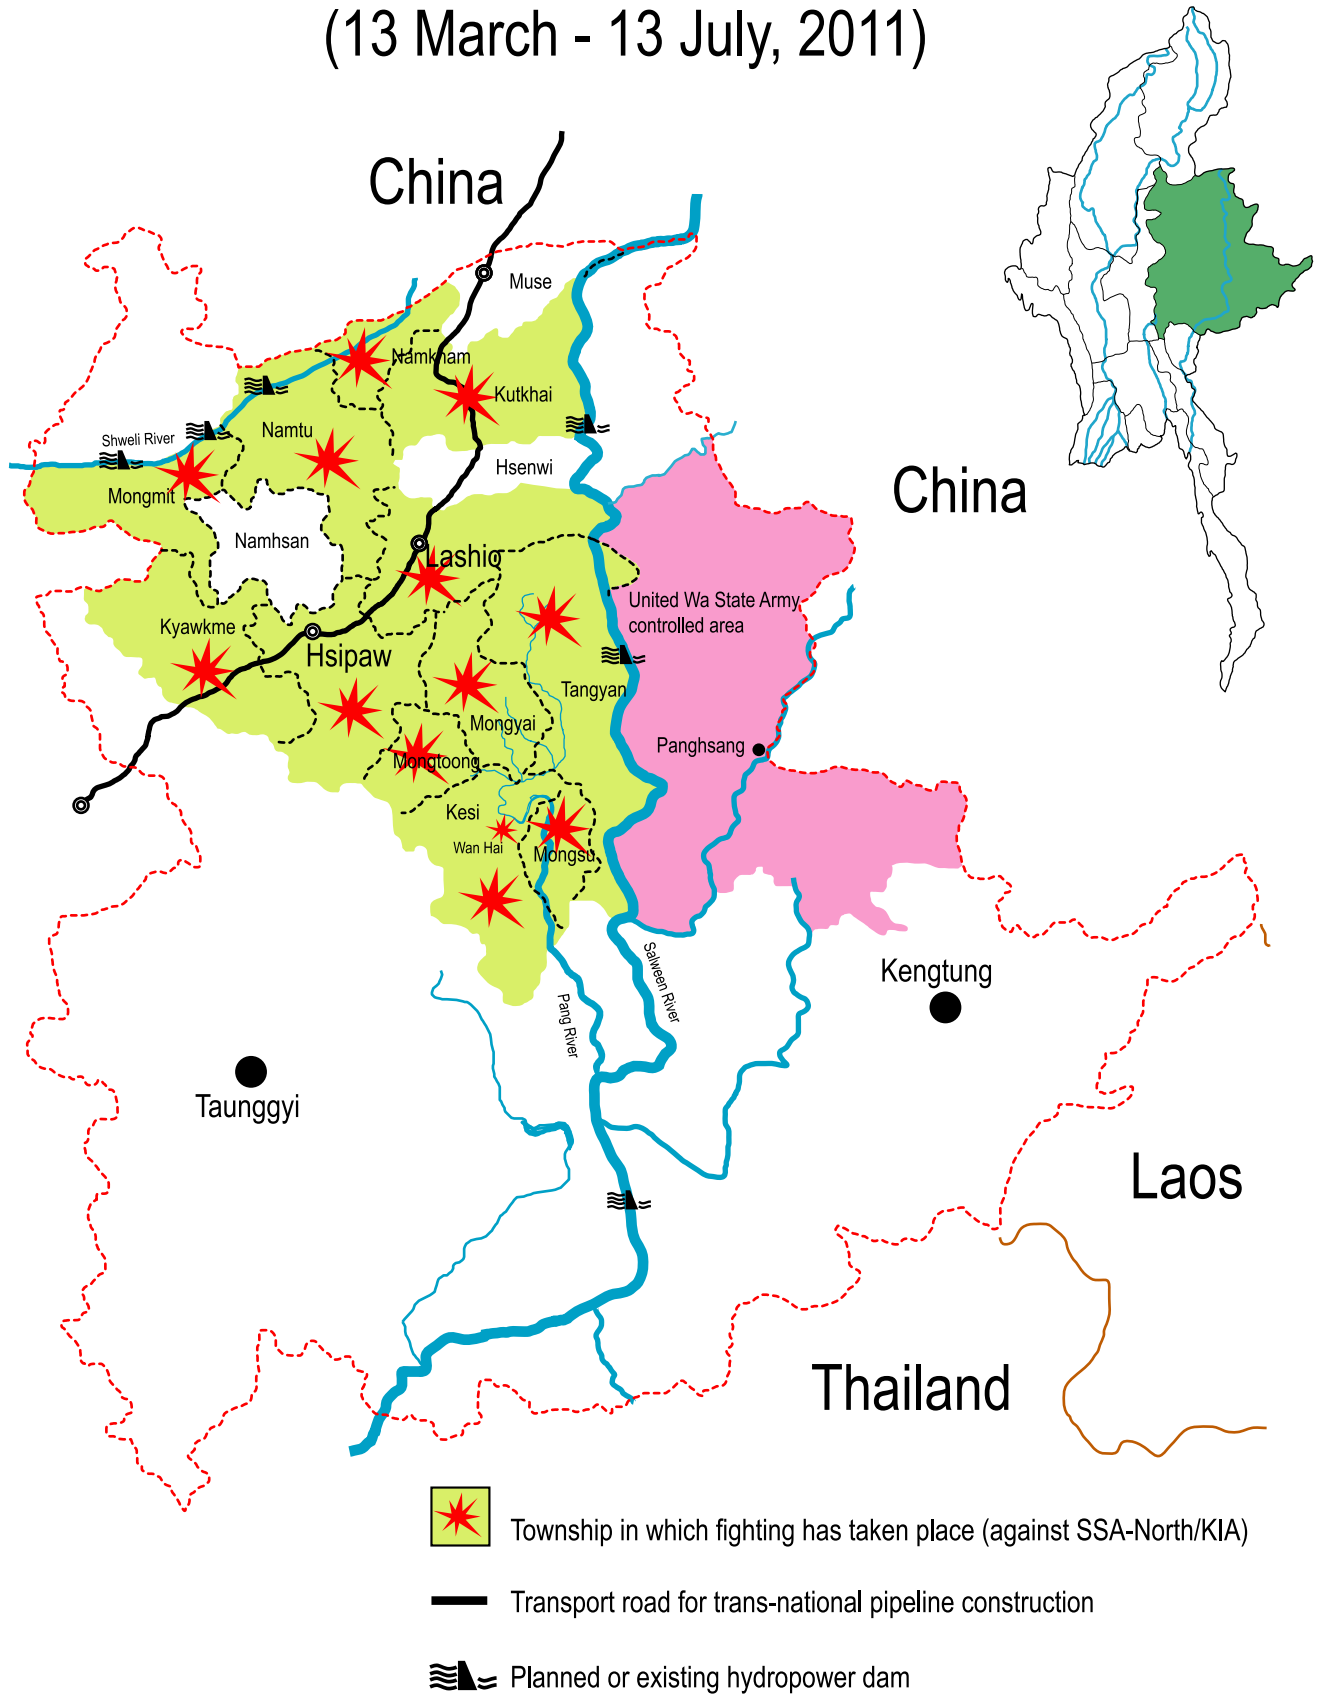 (13 March - 13 July, 2011)
China
Muse
Namkham
Kutkhai
Namtu
Shweli River
Hsenwi
Mongmit
China
Namhsan
Lashio
United Wa State Army
controlled area
Kyawkme
Hsipaw
Tangyan
Mongyai
Panghsang
Mongtoong
Kesi
Wan Hai
Mongsu
Salween River
Kengtung
Pang River
Taunggyi
Laos
Thailand
Township in which fighting has taken place (against SSA-North/KIA)
Transport road for trans-national pipeline construction
Planned or existing hydropower dam